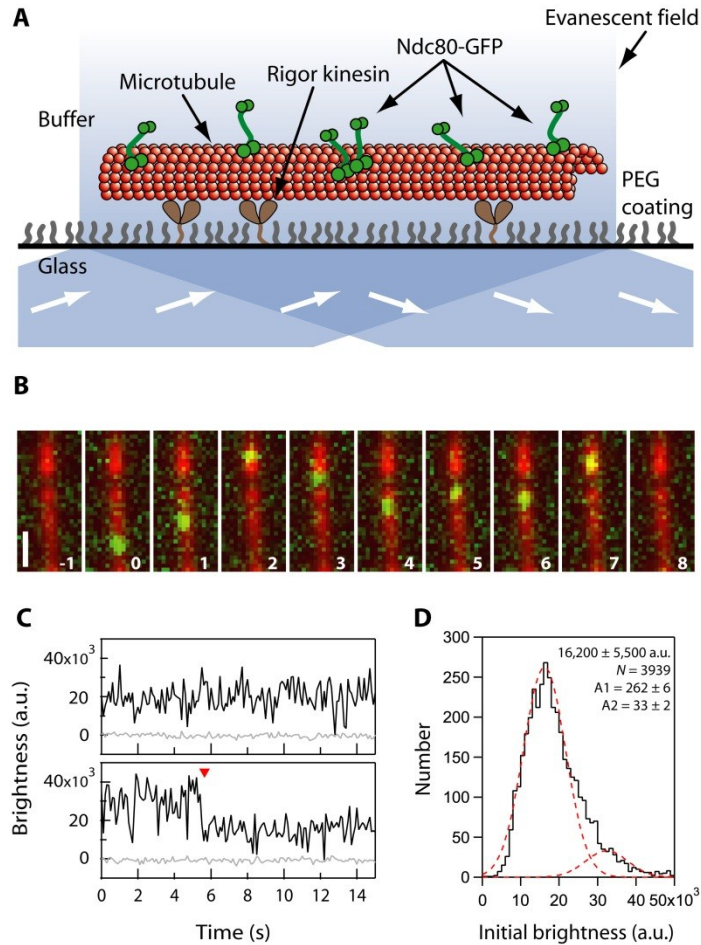 A
Evanescent field
Ndc80-GFP
Rigor kinesin
Microtubule
Buffer
PEG
coating
Glass
B
-1 0 1 2 3 4 5 6 7 8
C
Brightness (a.u.)
40x10³
20
0
40x10³
20
0
0 2 4 6 8 10 12 14
Time (s)
D
Number
300
250
200
150
100
50
0
16,200 ± 5,500 a.u.
N = 3939
A1 = 262 ± 6
A2 = 33 ± 2
0 10 20 30 40 50x10³
Initial brightness (a.u.)